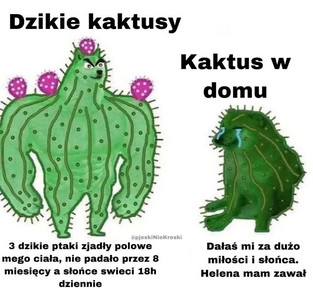 Dzikie kaktusy
Kaktus w
domu
@pieskiNieKroski
3 dzikie ptaki zjadły polowe
mego ciała, nie padało przez 8
miesięcy a słońce swieci 18h
dziennie
Dałaś mi za dużo
miłości i słońca.
Helena mam zawał